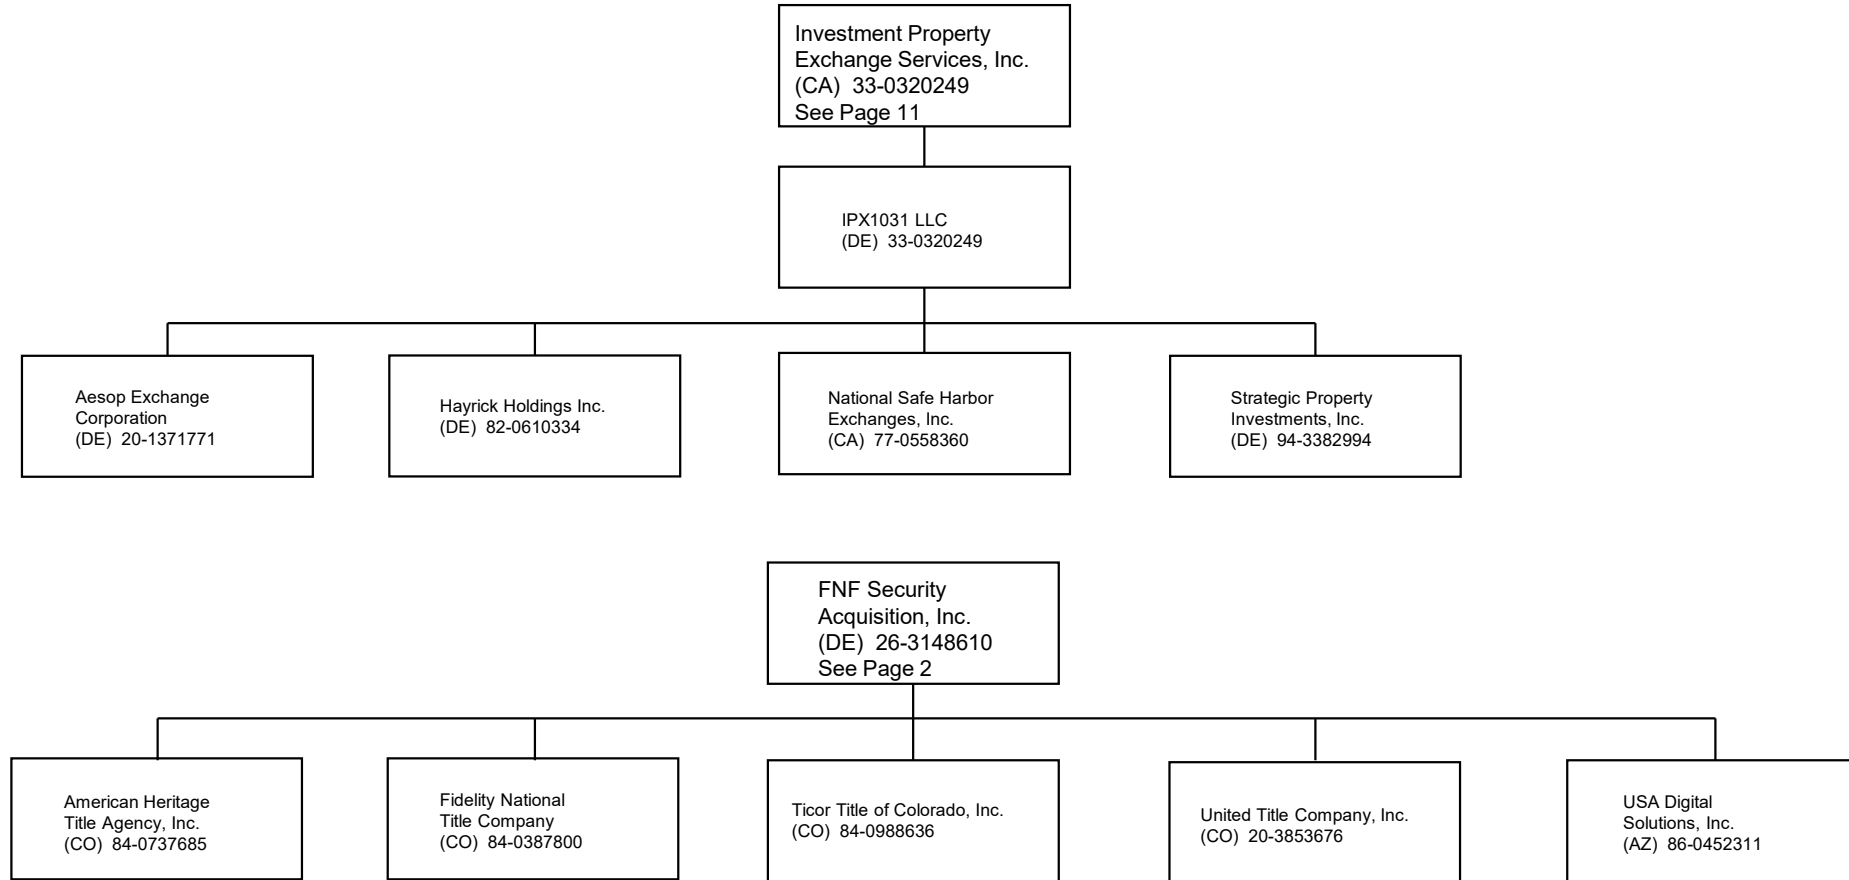 Investment Property
Exchange Services, Inc.
(CA) 33-0320249
See Page 11
IPX1031 LLC
(DE) 33-0320249
Aesop Exchange
Corporation
(DE) 20-1371771
Hayrick Holdings Inc.
(DE) 82-0610334
National Safe Harbor
Exchanges, Inc.
(CA) 77-0558360
Strategic Property
Investments, Inc.
(DE) 94-3382994
FNF Security
Acquisition, Inc.
(DE) 26-3148610
See Page 2
American Heritage
Title Agency, Inc.
(CO) 84-0737685
Fidelity National
Title Company
(CO) 84-0387800
Ticor Title of Colorado, Inc.
(CO) 84-0988636
United Title Company, Inc.
(CO) 20-3853676
USA Digital
Solutions, Inc.
(AZ) 86-0452311